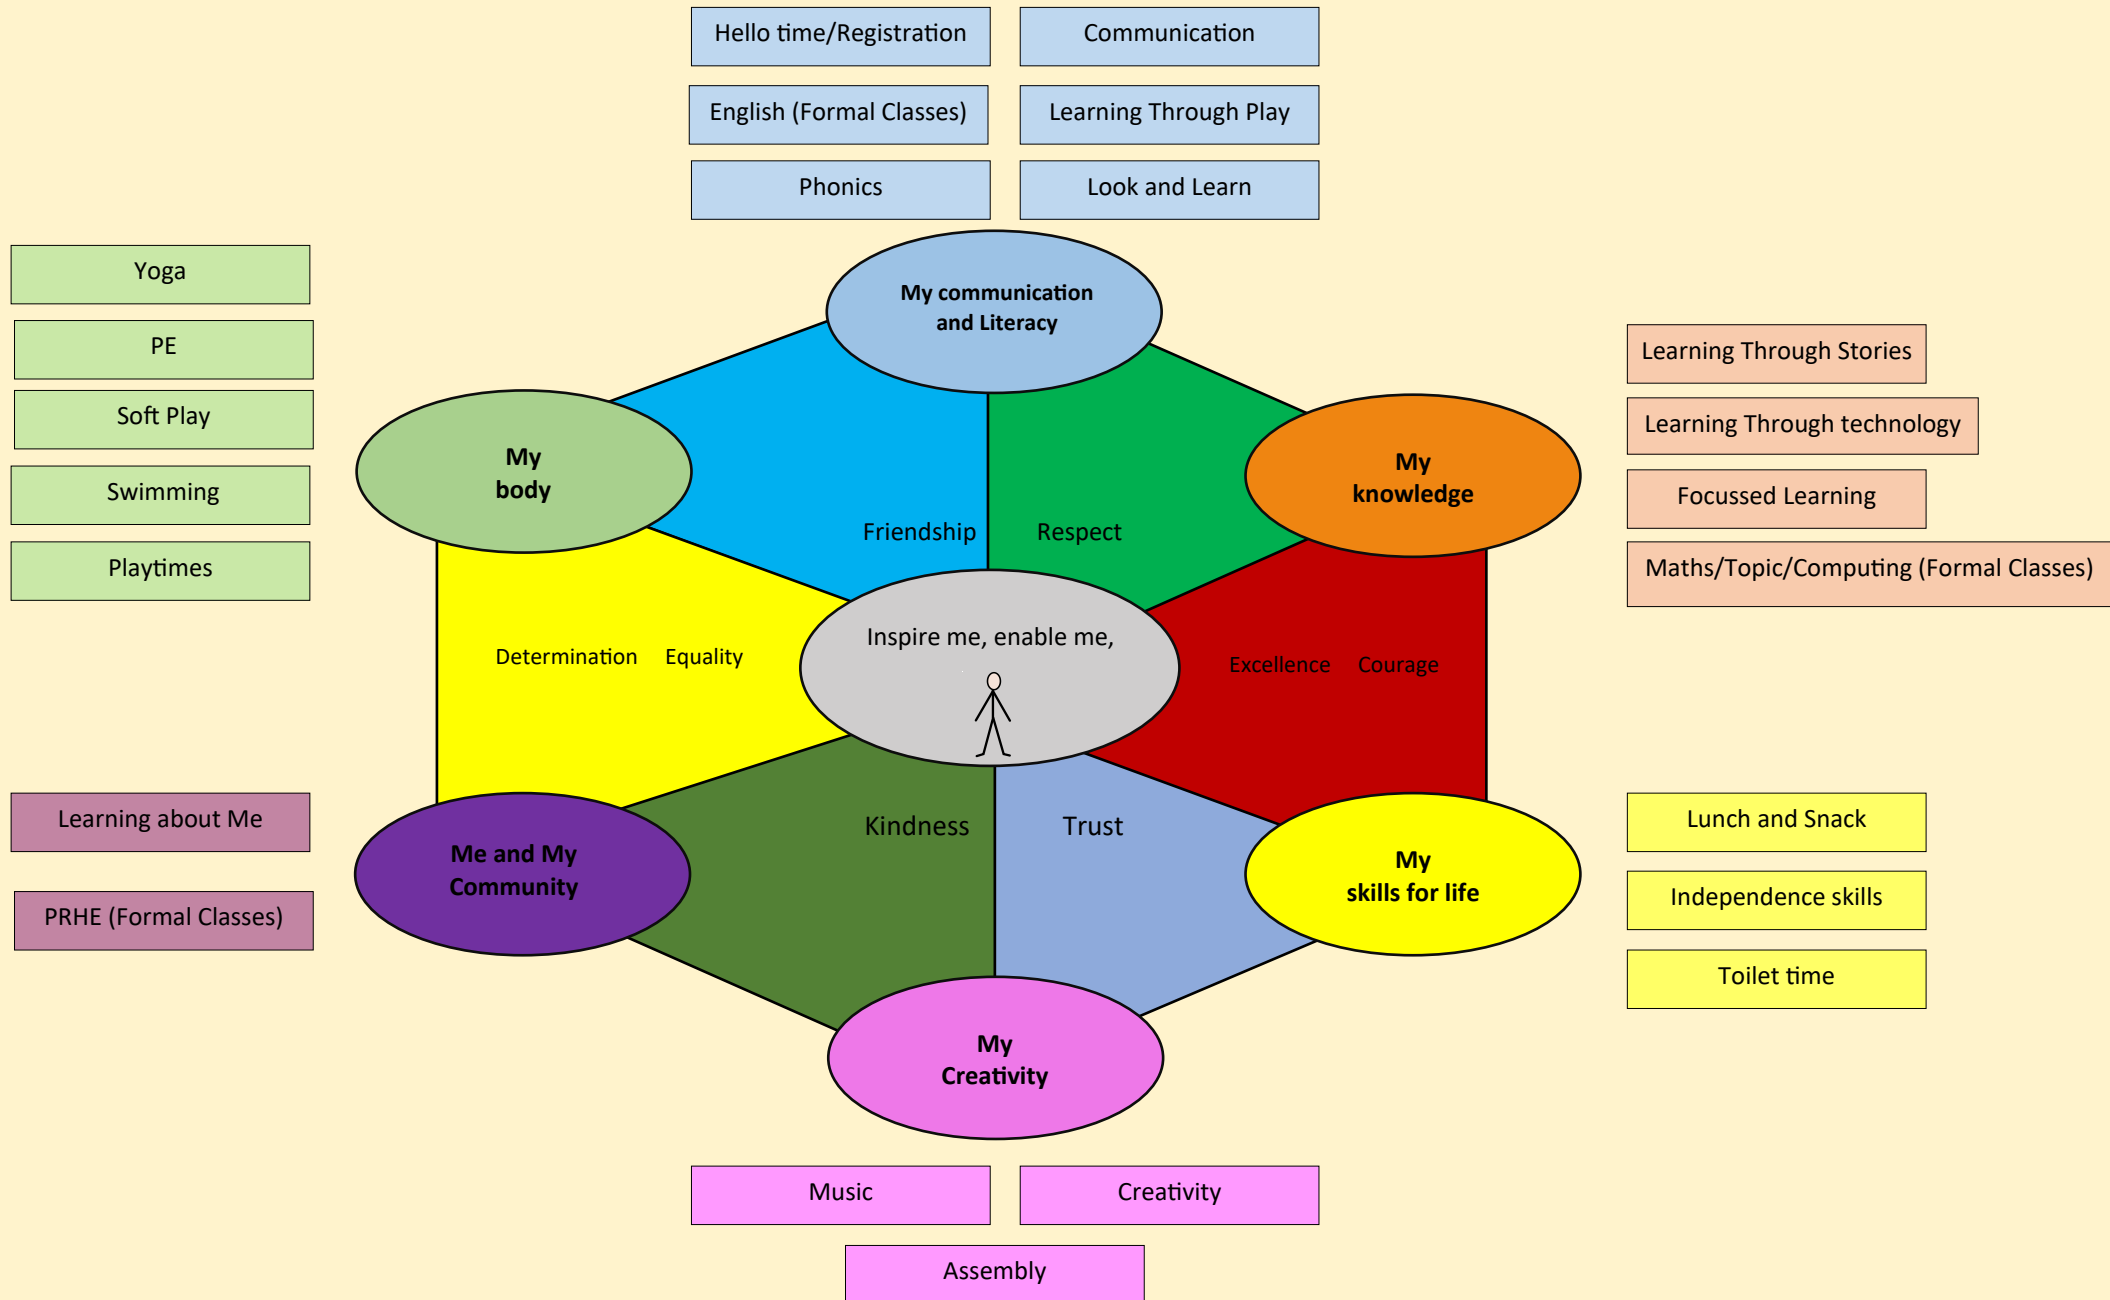 Hello time/Registration
Communication
English (Formal Classes)
Learning Through Play
Phonics
Look and Learn
Yoga
PE
Soft Play
Swimming
Playtimes
My communication
and Literacy
My
body
My
knowledge
Learning Through Stories
Learning Through technology
Focussed Learning
Maths/Topic/Computing (Formal Classes)
Friendship
Respect
Inspire me, enable me,
Determination
Equality
Excellence
Courage
Kindness
Trust
Learning about Me
PRHE (Formal Classes)
Me and My
Community
My
skills for life
Lunch and Snack
Independence skills
Toilet time
My
Creativity
Music
Creativity
Assembly